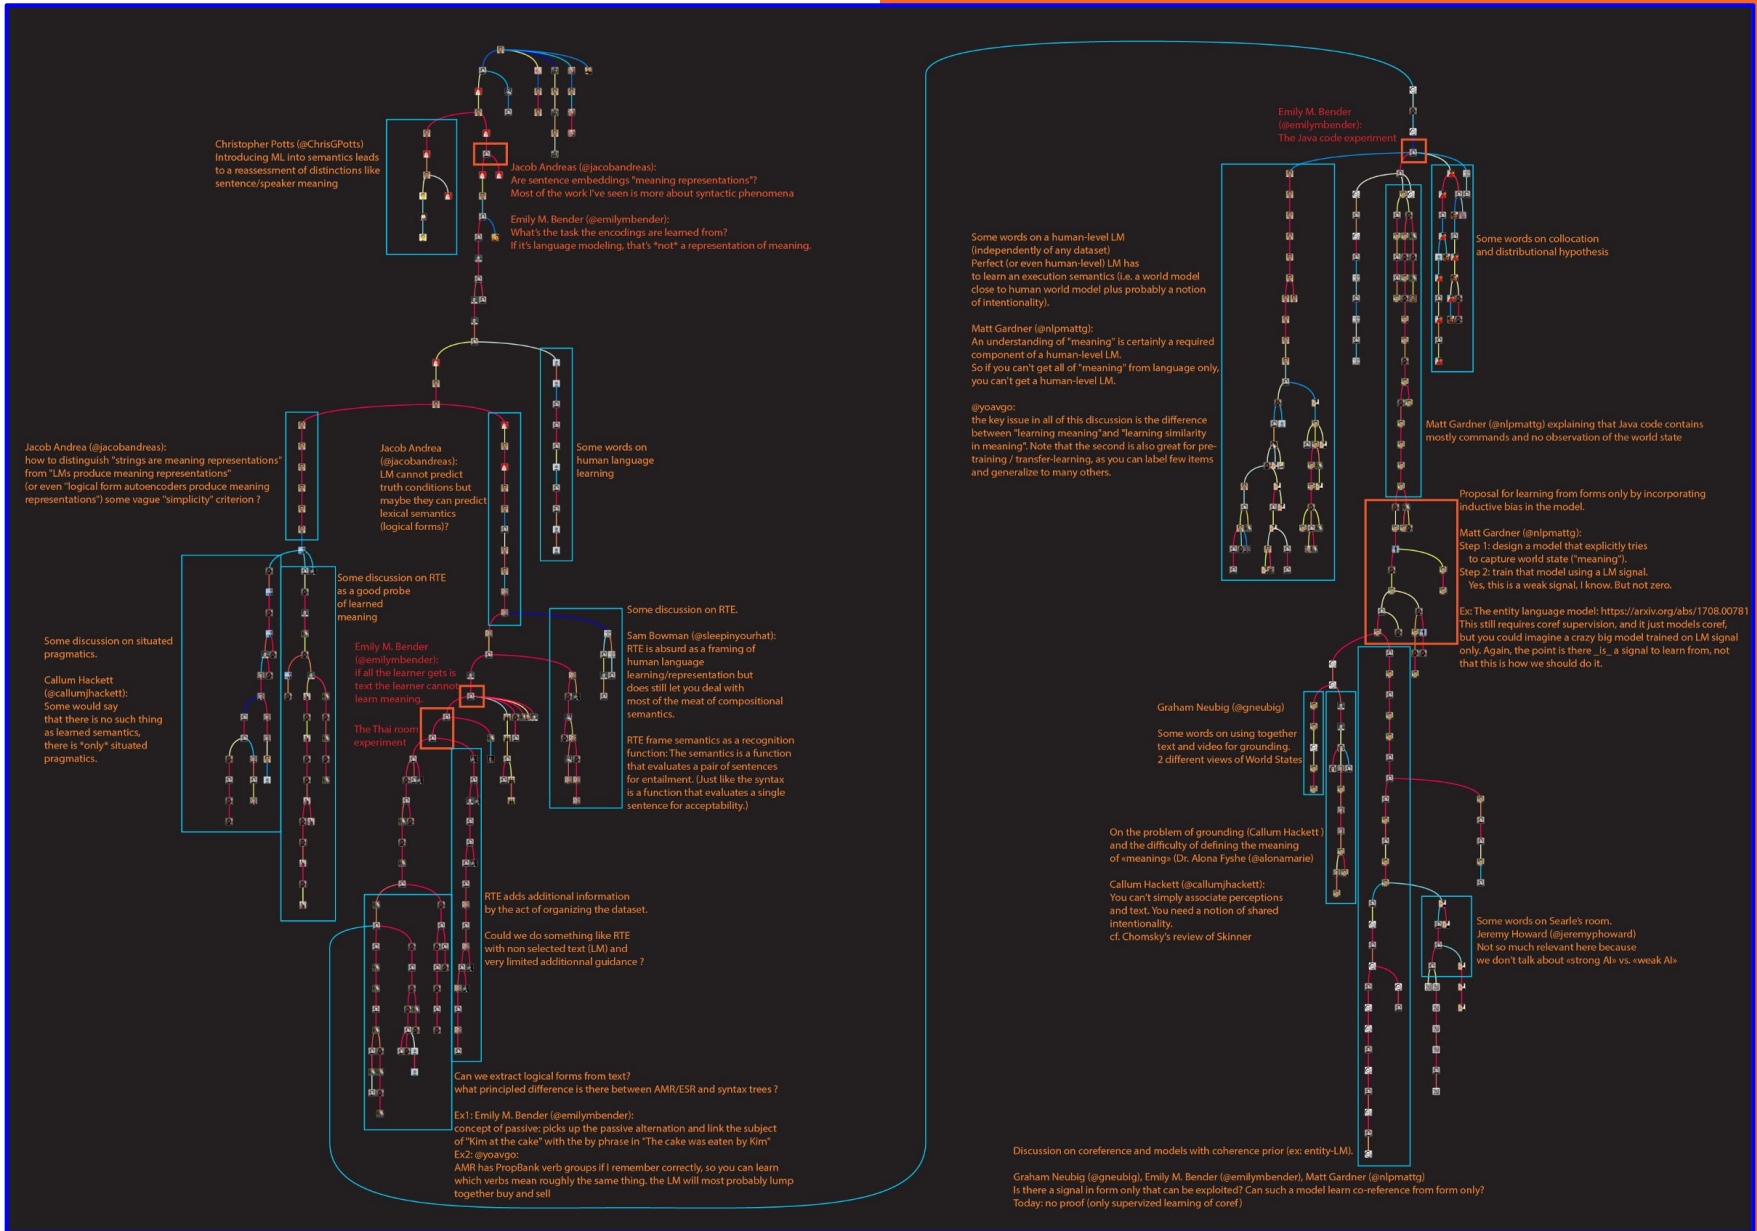 Christopher Potts (@ChrisGPotts)
Introducing ML into semantics leads
to a reassessment of distinctions like
sentence/speaker meaning
Jacob Andreas (@jacobandreas):
Are sentence embeddings "meaning representations"?
Most of the work I've seen is more about syntactic phenomena
Emily M. Bender (@emilymbender):
What's the task the encodings are learned from?
If it's language modeling, that's *not* a representation of meaning.
Jacob Andrea (@jacobandreas):
how to distinguish "strings are meaning representations"
from "LMs produce meaning representations"
(or even "logical form autoencoders produce meaning
representations") some vague "simplicity" criterion ?
Jacob Andrea
(@jacobandreas):
LM cannot predict
truth conditions but
maybe they can predict
lexical semantics
(logical forms)?
Some words on
human language
learning
Some discussion on RTE
as a good probe
of learned
meaning
Some discussion on situated
pragmatics.
Callum Hackett
(@callumjhackett):
Some would say
that there is no such thing
as learned semantics,
there is *only* situated
pragmatics.
Emily M. Bender
(@emilymbender):
if all the learner gets is
text the learner cannot
learn meaning.
The Thai room
experiment
Some discussion on RTE.
Sam Bowman (@sleepinyourhat):
RTE is absurd as a framing of
human language
learning/representation but
does still let you deal with
most of the meat of compositional
semantics.
RTE frame semantics as a recognition
function: The semantics is a function
that evaluates a pair of sentences
for entailment. (Just like the syntax
is a function that evaluates a single
sentence for acceptability.)
RTE adds additional information
by the act of organizing the dataset.
Could we do something like RTE
with non selected text (LM) and
very limited additionnal guidance ?
Can we extract logical forms from text?
what principled difference is there between AMR/ESR and syntax trees ?
Ex1: Emily M. Bender (@emilymbender):
concept of passive: picks up the passive alternation and link the subject
of "Kim at the cake" with the by phrase in "The cake was eaten by Kim"
Ex2: @yoavgo:
AMR has PropBank verb groups if I remember correctly, so you can learn
which verbs mean roughly the same thing. the LM will most probably lump
together buy and sell
Emily M. Bender
(@emilymbender):
The Java code experiment
Some words on a human-level LM
(independently of any dataset)
Perfect (or even human-level) LM has
to learn an execution semantics (i.e. a world model
close to human world model plus probably a notion
of intentionality).
Matt Gardner (@nlpmattg):
An understanding of "meaning" is certainly a required
component of a human-level LM.
So if you can't get all of "meaning" from language only,
you can't get a human-level LM.
@yoavgo:
the key issue in all of this discussion is the difference
between "learning meaning"and "learning similarity
in meaning". Note that the second is also great for pre-
training / transfer-learning, as you can label few items
and generalize to many others.
Some words on collocation
and distributional hypothesis
Matt Gardner (@nlpmattg) explaining that Java code contains
mostly commands and no observation of the world state
Proposal for learning from forms only by incorporating
inductive bias in the model.
Matt Gardner (@nlpmattg):
Step 1: design a model that explicitly tries
to capture world state ("meaning").
Step 2: train that model using a LM signal.
Yes, this is a weak signal, I know. But not zero.
Ex: The entity language model: https://arxiv.org/abs/1708.00781
This still requires coref supervision, and it just models coref,
but you could imagine a crazy big model trained on LM signal
only. Again, the point is there _is_ a signal to learn from, not
that this is how we should do it.
Graham Neubig (@gneubig)
Some words on using together
text and video for grounding.
2 different views of World States
On the problem of grounding (Callum Hackett )
and the difficulty of defining the meaning
of «meaning» (Dr. Alona Fyshe (@alonamarie)
Callum Hackett (@callumjhackett):
You can't simply associate perceptions
and text. You need a notion of shared
intentionality.
cf. Chomsky's review of Skinner
Some words on Searle's room.
Jeremy Howard (@jeremyphoward)
Not so much relevant here because
we don't talk about «strong AI» vs. «weak AI»
Discussion on coreference and models with coherence prior (ex: entity-LM).
Graham Neubig (@gneubig), Emily M. Bender (@emilymbender), Matt Gardner (@nlpmattg)
Is there a signal in form only that can be exploited? Can such a model learn co-reference from form only?
Today: no proof (only supervized learning of coref)